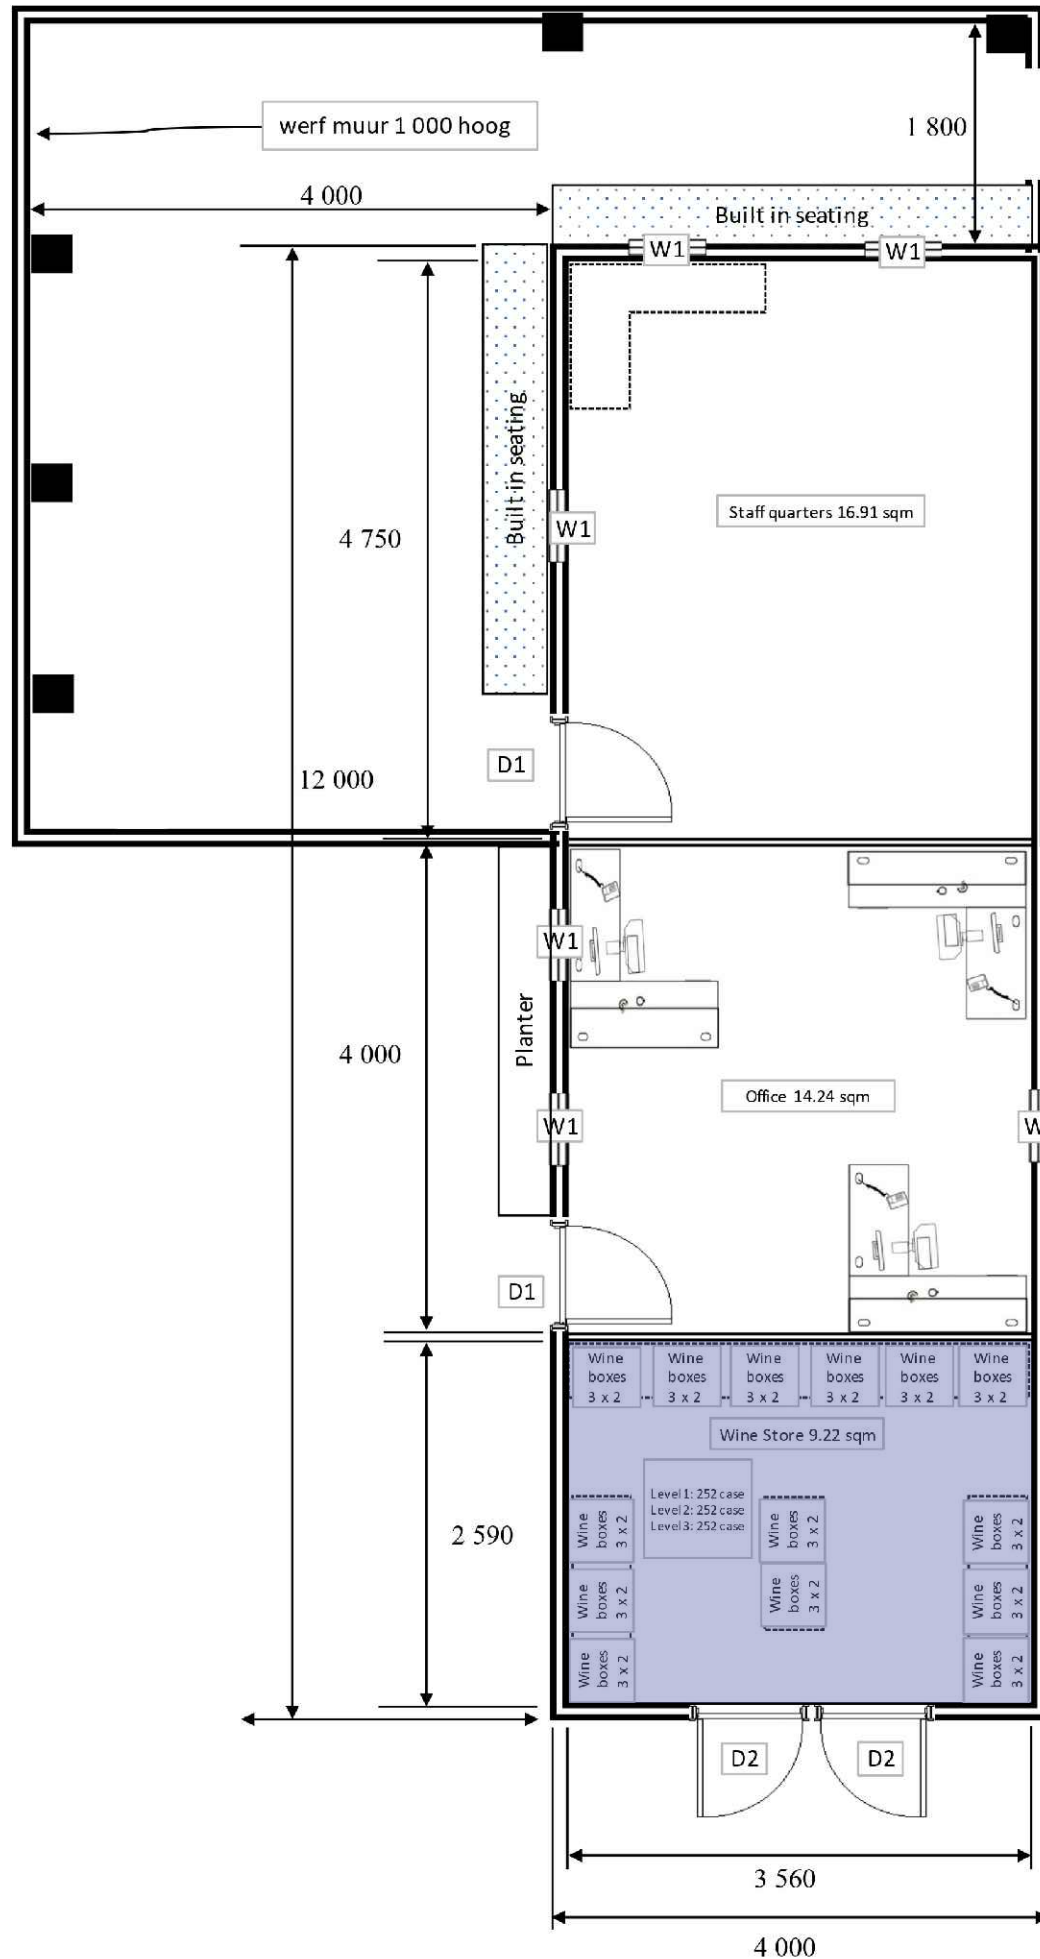 werf muur 1 000 hoog
1 800
4 000
Built in seating
W1
W1
Built in seating
4 750
W1
Staff quarters 16.91 sqm
D1
12 000
W1
Planter
4 000
Office 14.24 sqm
W1
W
D1
Wine
boxes
3 x 2
Wine
boxes
3 x 2
Wine
boxes
3 x 2
Wine
boxes
3 x 2
Wine
boxes
3 x 2
Wine
boxes
3 x 2
Wine Store 9.22 sqm
Level 1: 252 case
Level 2: 252 case
Level 3: 252 case
2 590
Wine
boxes
3 x 2
Wine
boxes
3 x 2
Wine
boxes
3 x 2
Wine
boxes
3 x 2
Wine
boxes
3 x 2
Wine
boxes
3 x 2
Wine
boxes
3 x 2
Wine
boxes
3 x 2
D2
D2
3 560
4 000